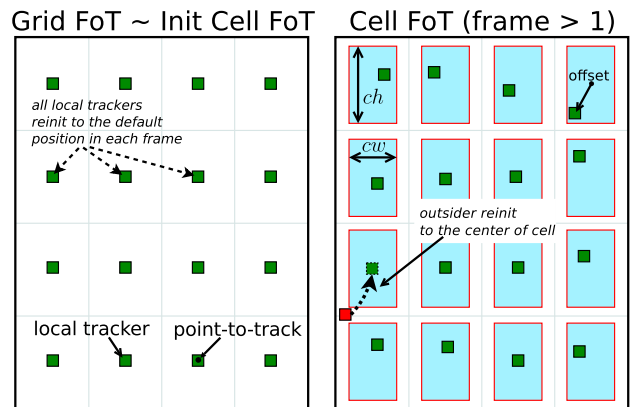 Grid FoT ~ Init Cell FoT
all local trackers
reinit to the default
position in each frame
local tracker
point-to-track
Cell FoT (frame > 1)
ch
offset
cw
outsider reinit
to the center of cell